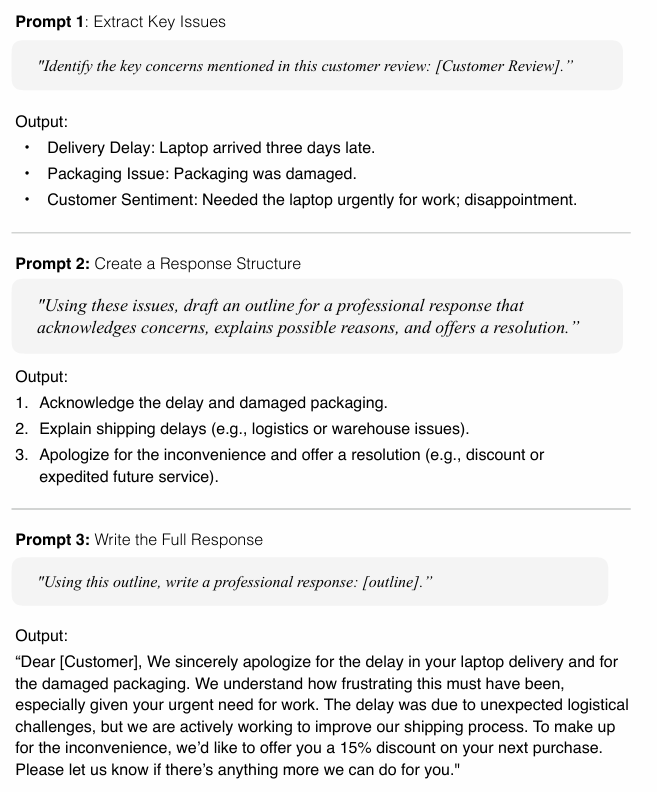 Prompt 1: Extract Key Issues
"Identify the key concerns mentioned in this customer review: [Customer Review].”
Output:
• Delivery Delay: Laptop arrived three days late.
• Packaging Issue: Packaging was damaged.
• Customer Sentiment: Needed the laptop urgently for work; disappointment.
Prompt 2: Create a Response Structure
"Using these issues, draft an outline for a professional response that
acknowledges concerns, explains possible reasons, and offers a resolution.”
Output:
1. Acknowledge the delay and damaged packaging.
2. Explain shipping delays (e.g., logistics or warehouse issues).
3. Apologize for the inconvenience and offer a resolution (e.g., discount or
expedited future service).
Prompt 3: Write the Full Response
"Using this outline, write a professional response: [outline].”
Output:
“Dear [Customer], We sincerely apologize for the delay in your laptop delivery and for
the damaged packaging. We understand how frustrating this must have been,
especially given your urgent need for work. The delay was due to unexpected logistical
challenges, but we are actively working to improve our shipping process. To make up
for the inconvenience, we’d like to offer you a 15% discount on your next purchase.
Please let us know if there’s anything more we can do for you."